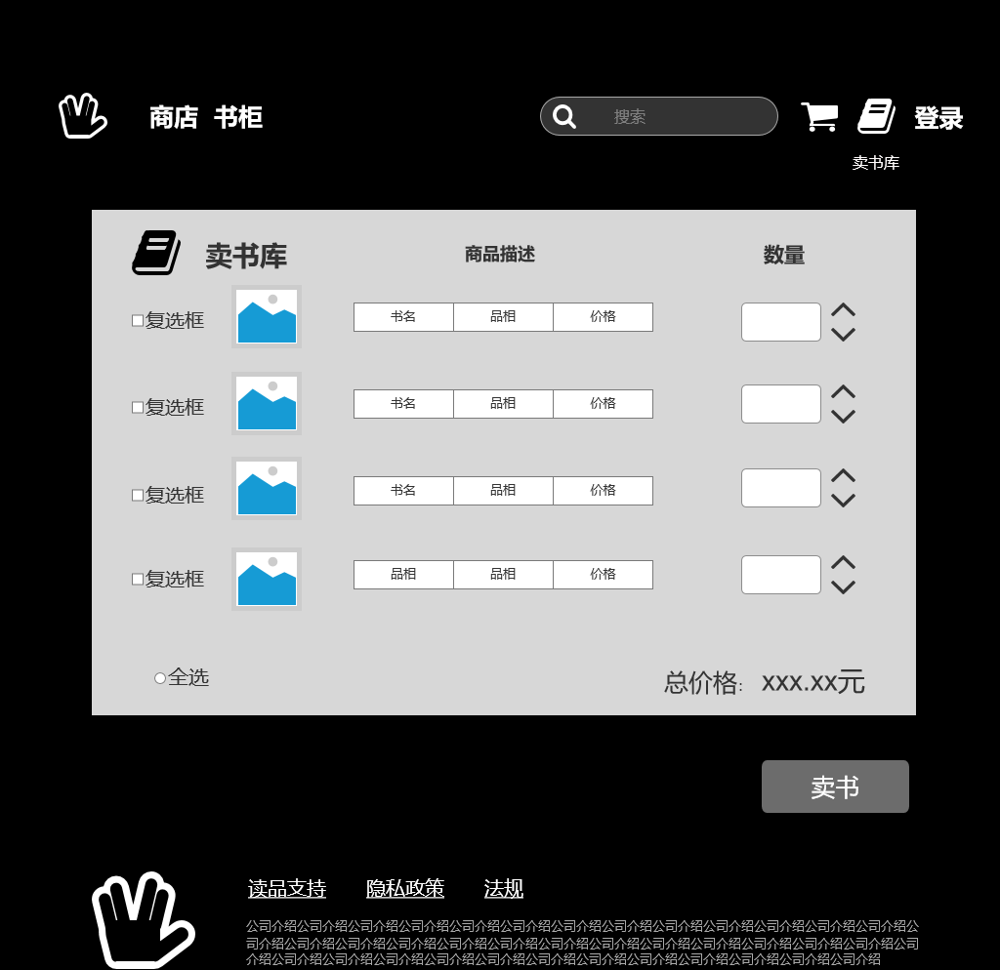 商店 书柜 搜索 登录
卖书库
卖书库 商品描述 数量
复选框 书名 品相 价格
复选框 书名 品相 价格
复选框 书名 品相 价格
复选框 品相 品相 价格
全选 总价格: xxx.xx元
卖书
读品支持 隐私政策 法规
公司介绍公司介绍公司介绍公司介绍公司介绍公司介绍公司介绍公司介绍公司介绍公司介绍公司介绍公司介绍公司介绍公
司介绍公司介绍公司介绍公司介绍公司介绍公司介绍公司介绍公司介绍公司介绍公司介绍公司介绍公司介绍公司介绍公司
介绍公司介绍公司介绍公司介绍公司介绍公司介绍公司介绍公司介绍公司介绍公司介绍公司介绍公司介绍公司介绍